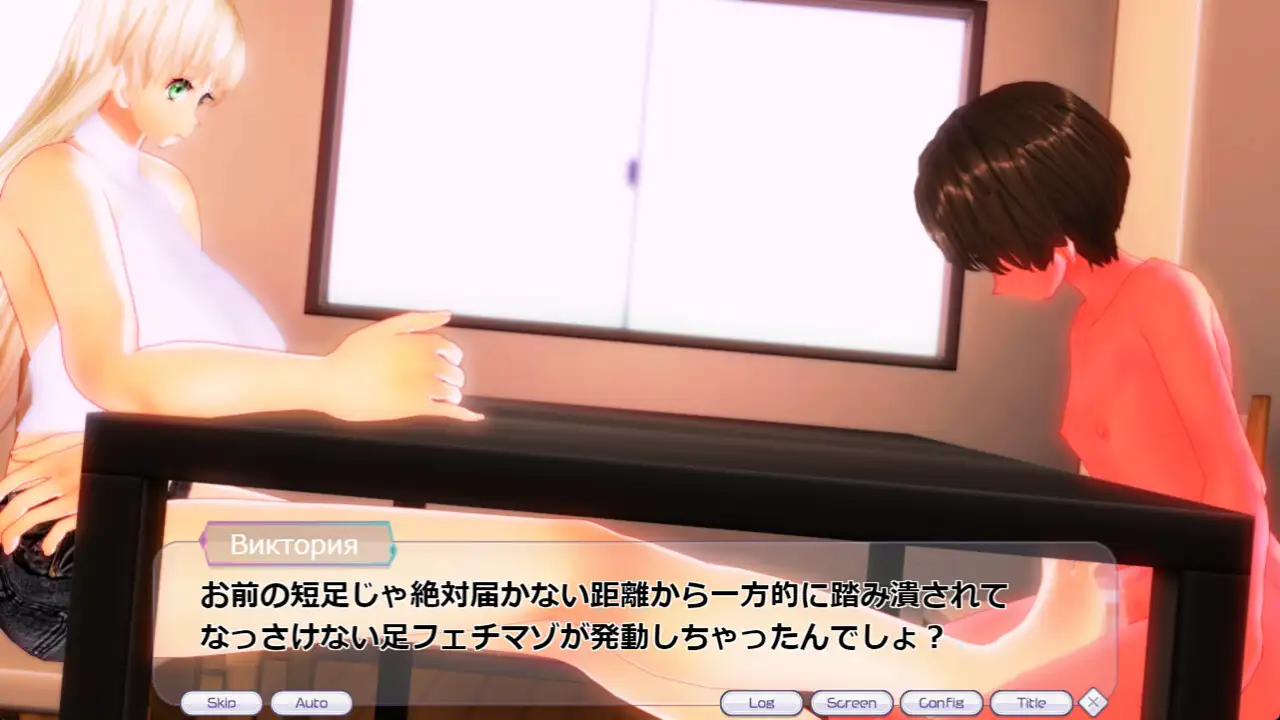 Виктория
お前の短足じゃ絶対届かない距離から一方的に踏み潰されて
なっさけない足フェチマゾが発動しちゃったんでしょ？
Skip
Auto
Log
Screen
Config
Title